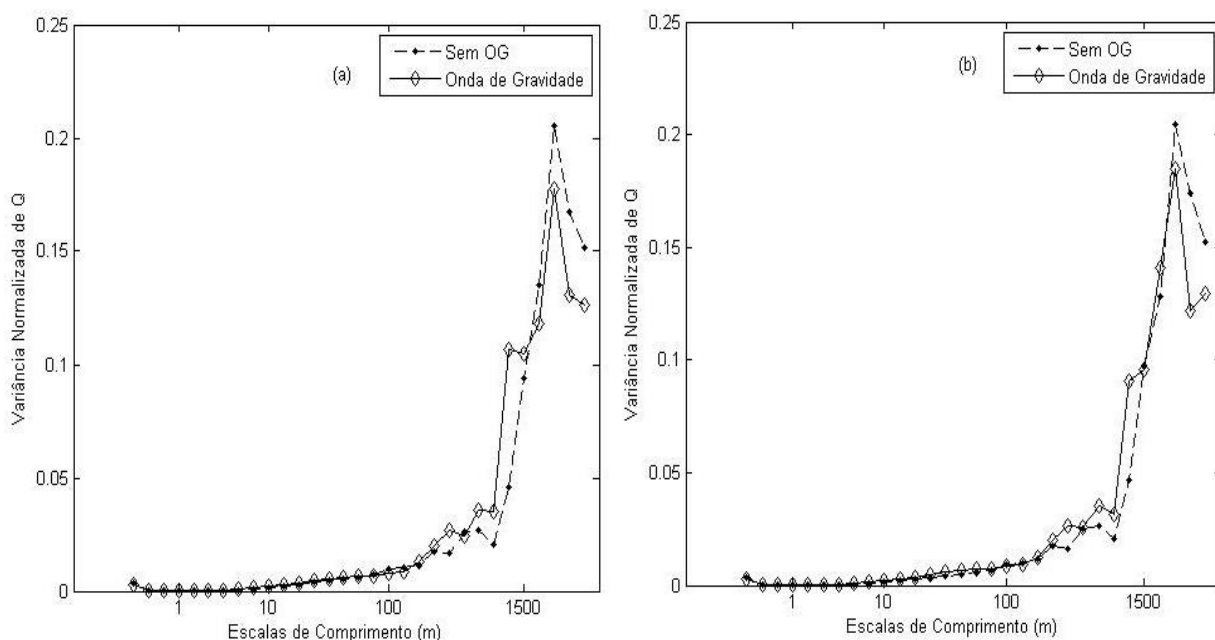 0.25
0.2
0.15
0.1
0.05
0
Variância Normalizada de Q
(a)
Sem OG
Onda de Gravidade
1
10
100
1500
Escalas de Comprimento (m)
0.25
0.2
0.15
0.1
0.05
0
Variância Normalizada de Q
(b)
Sem OG
Onda de Gravidade
1
10
100
1500
Escalas de Comprimento (m)